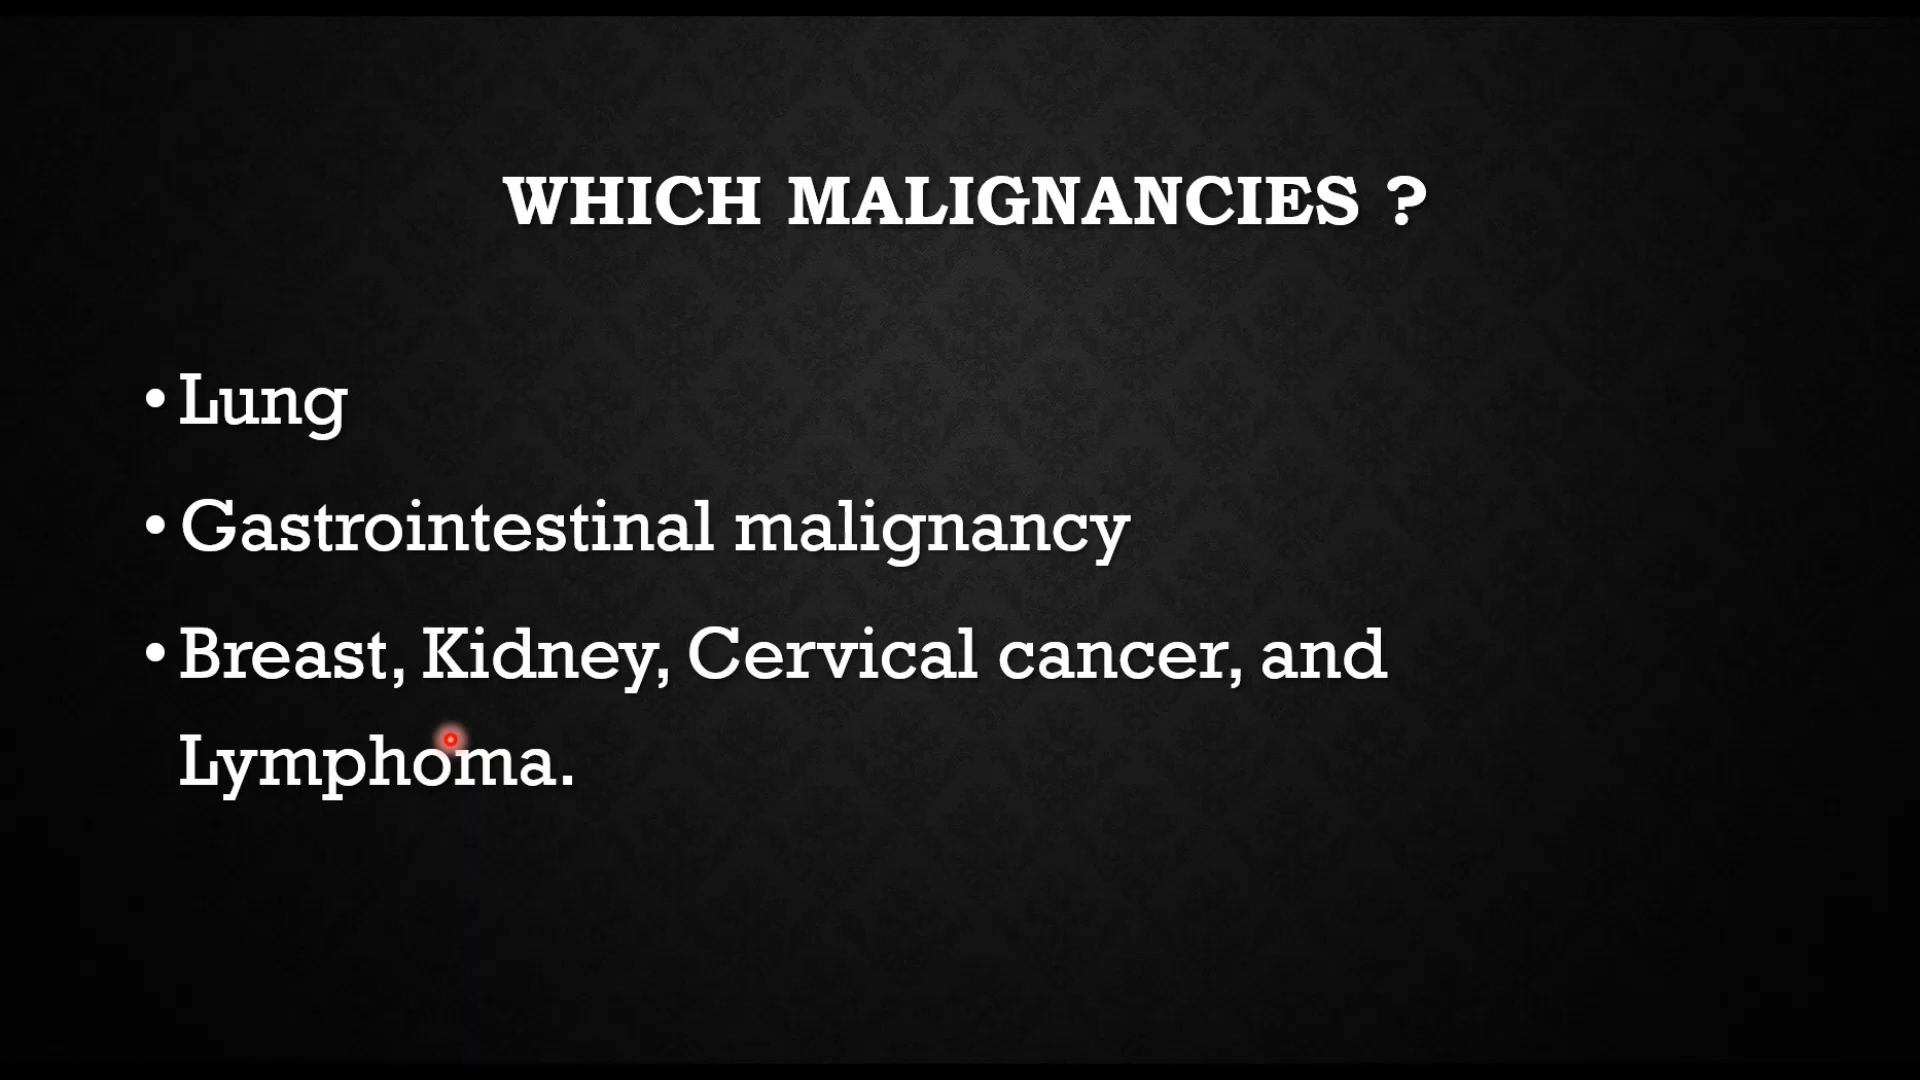 WHICH MALIGNANCIES ?
• Lung
• Gastrointestinal malignancy
• Breast, Kidney, Cervical cancer, and
Lymphoma.